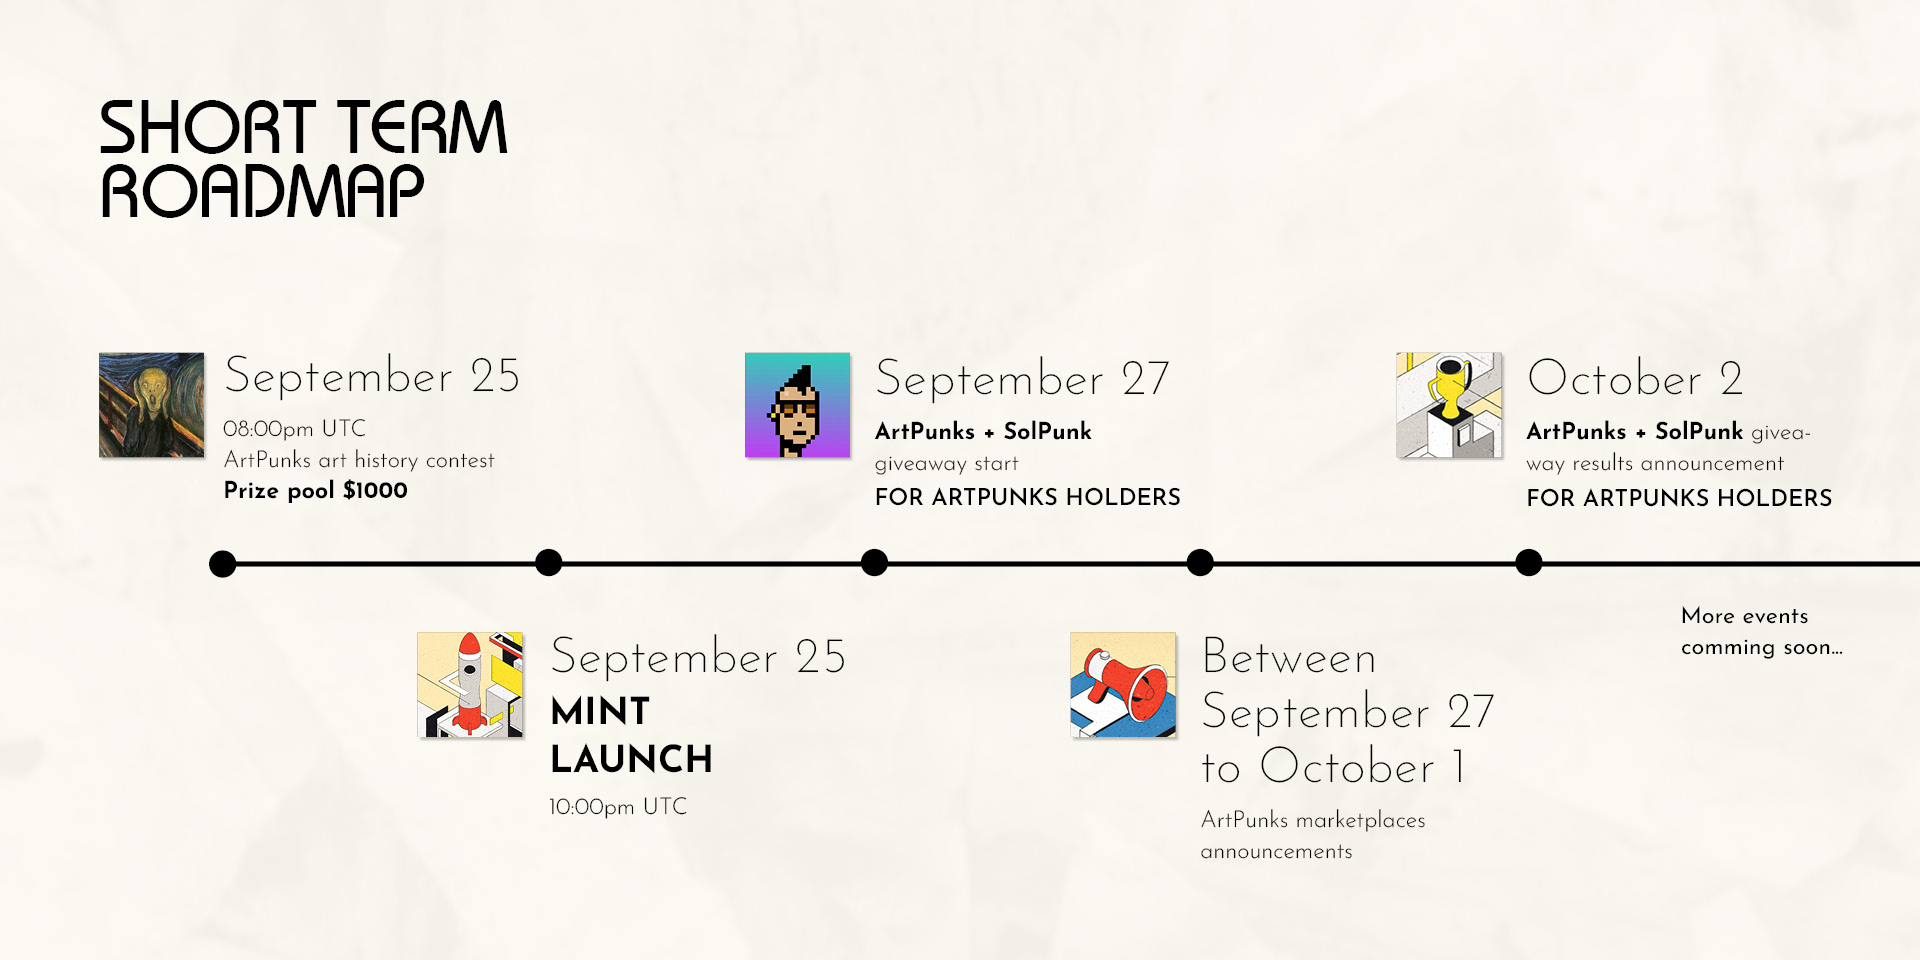 SHORT TERM
ROADMAP
September 25
08:00pm UTC
ArtPunks art history contest
Prize pool $1000
September 25
MINT
LAUNCH
10:00pm UTC
September 27
ArtPunks + SolPunk
giveaway start
FOR ARTPUNKS HOLDERS
Between
September 27
to October 1
ArtPunks marketplaces
announcements
October 2
ArtPunks + SolPunk givea-
way results announcement
FOR ARTPUNKS HOLDERS
More events
comming soon...